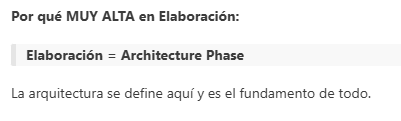 Por qué MUY ALTA en Elaboración:
Elaboración = Architecture Phase
La arquitectura se define aquí y es el fundamento de todo.